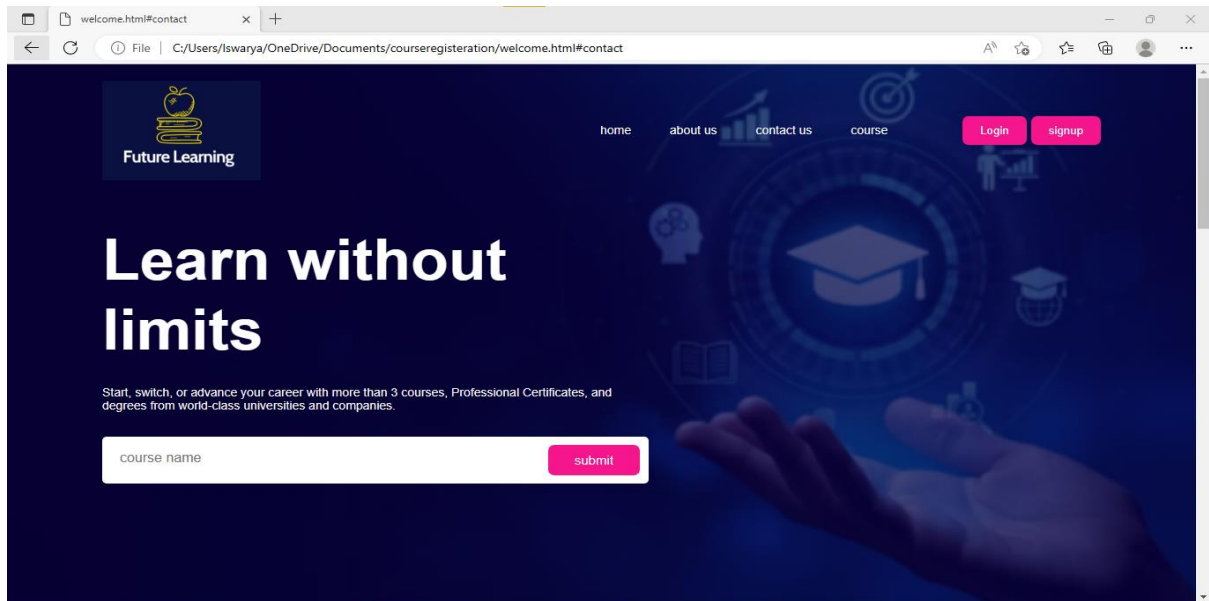 welcome.html#contact
File | C:/Users/Iswarya/OneDrive/Documents/courseregisteration/welcome.html#contact
Future Learning
home about us contact us course Login signup
Learn without
limits
Start, switch, or advance your career with more than 3 courses, Professional Certificates, and
degrees from world-class universities and companies.
course name submit